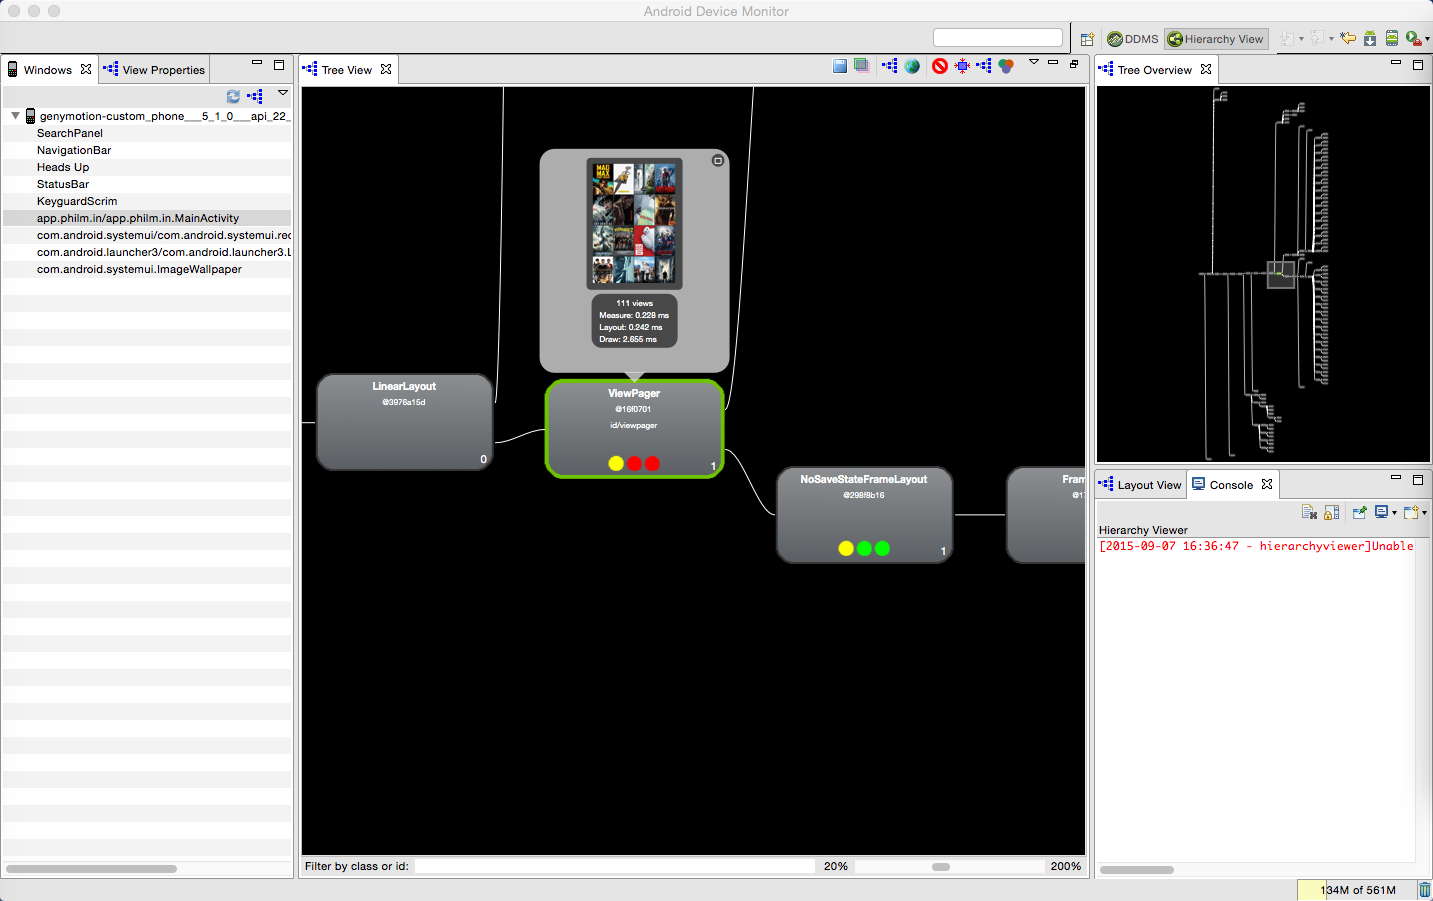 Android Device Monitor
DDMS
Hierarchy View
Windows
View Properties
genymotion-custom_phone___5_1_0___api_22_
SearchPanel
NavigationBar
Heads Up
StatusBar
KeyguardScrim
app.philm.in/app.philm.in.MainActivity
com.android.systemui/com.android.systemui.rec
com.android.launcher3/com.android.launcher3.L
com.android.systemui.ImageWallpaper
Tree View
MAD
MAX
111 views
Measure: 0.228 ms
Layout: 0.242 ms
Draw: 2.655 ms
LinearLayout
@3976a15d
0
ViewPager
@16f0701
id/viewpager
1
NoSaveStateFrameLayout
@298f8b16
1
Fram
@17
Filter by class or id:
20%
200%
Tree Overview
Layout View
Console
Hierarchy Viewer
[2015-09-07 16:36:47 - hierarchyviewer]Unable
134M of 561M